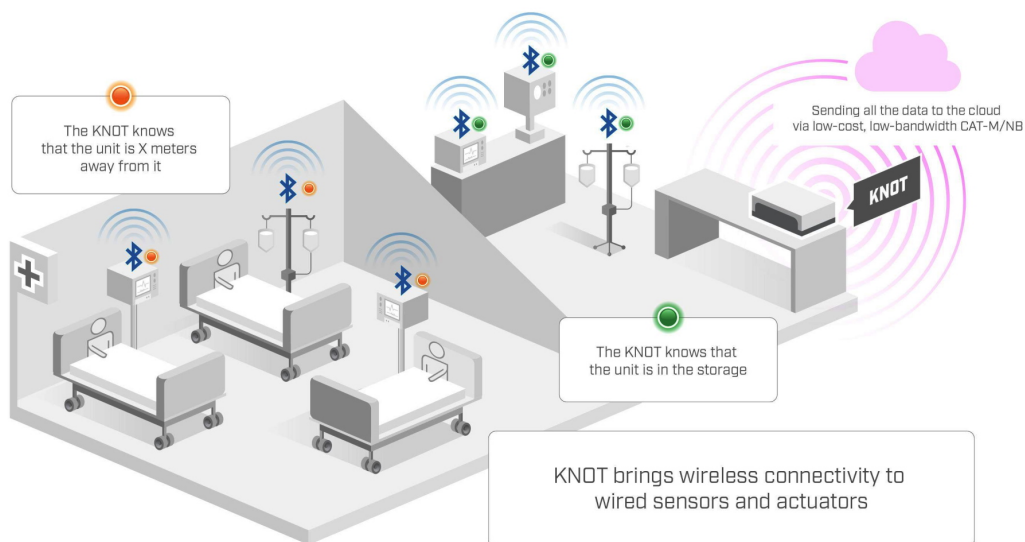 The KNOT knows
that the unit is X meters
away from it
Sending all the data to the cloud
via low-cost, low-bandwidth CAT-M/NB
KNOT
The KNOT knows that
the unit is in the storage
KNOT brings wireless connectivity to
wired sensors and actuators